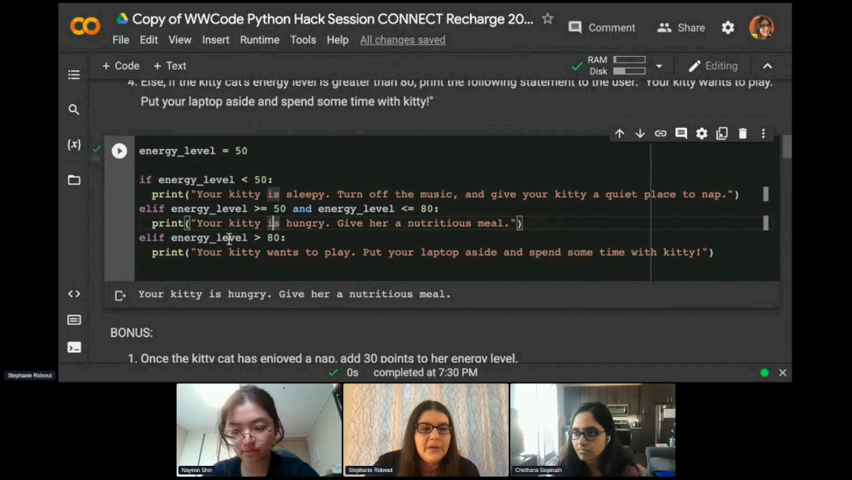 Copy of WWCode Python Hack Session CONNECT Recharge 20...
Comment
Share
File Edit View Insert Runtime Tools Help All changes saved
+ Code + Text
RAM
Disk
Editing
4. Else, if the kitty cat's energy level is greater than 80, print the following statement to the user: "Your kitty wants to play.
Put your laptop aside and spend some time with kitty!"
energy_level = 50
if energy_level < 50:
print("Your kitty is sleepy. Turn off the music, and give your kitty a quiet place to nap.")
elif energy_level >= 50 and energy_level <= 80:
print("Your kitty is hungry. Give her a nutritious meal.")
elif energy_level > 80:
print("Your kitty wants to play. Put your laptop aside and spend some time with kitty!")
Your kitty is hungry. Give her a nutritious meal.
BONUS:
1. Once the kitty cat has enjoyed a nap, add 30 points to her energy level.
0s completed at 7:30 PM
Stephanie Rideout
Nayeon Shin
Stephanie Rideout
Chethana Gopinath